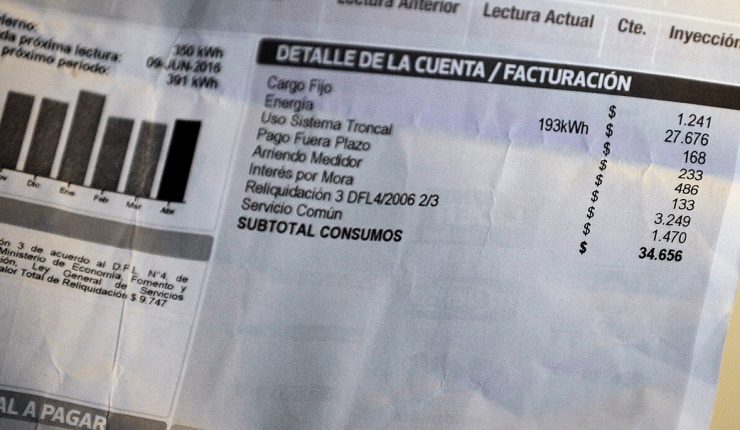 Lectura Anterior Lectura Actual Cte. Inyección
vierno: 350 kWh
da próxima lectura: 09-JUN-2016
próximo periodo: 391 kWh
DETALLE DE LA CUENTA / FACTURACIÓN
Cargo Fijo $ 1.241
Energía 193kWh $ 27.676
Uso Sistema Troncal $ 168
Pago Fuera Plazo $ 233
Arriendo Medidor $ 486
Interés por Mora $ 133
Reliquidación 3 DFL4/2006 2/3 $ 3.249
Servicio Común $ 1.470
SUBTOTAL CONSUMOS $ 34.656
Dic Ene Feb Mar Abr
ón 3 de acuerdo al D.F.L. N°4, de
Ministerio de Economía, Fomento y
ción, Ley General de Servicios
alor Total de Reliquidación $ 9.747
AL A PAGAR